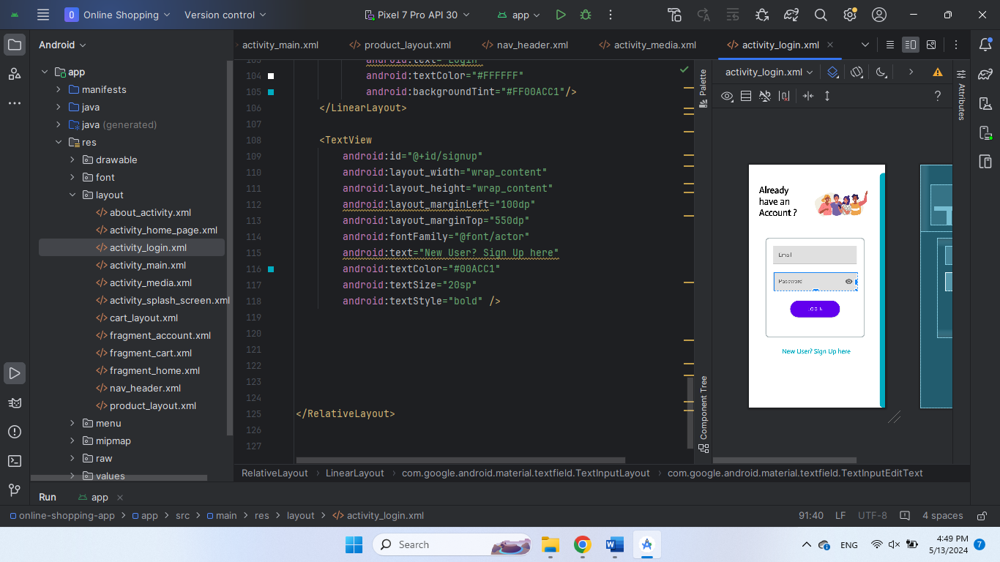 O Online Shopping Version control Pixel 7 Pro API 30 app
Android
app
manifests
java
java (generated)
res
drawable
font
layout
about_activity.xml
activity_home_page.xml
activity_login.xml
activity_main.xml
activity_media.xml
activity_splash_screen.xml
cart_layout.xml
fragment_account.xml
fragment_cart.xml
fragment_home.xml
nav_header.xml
product_layout.xml
menu
mipmap
raw
values
activity_main.xml product_layout.xml nav_header.xml activity_media.xml activity_login.xml
103 android:text="Login"
104 android:textColor="#FFFFFF"
105 android:backgroundTint="#FF00ACC1"/>
106 </LinearLayout>
107
108 <TextView
109 android:id="@+id/signup"
110 android:layout_width="wrap_content"
111 android:layout_height="wrap_content"
112 android:layout_marginLeft="100dp"
113 android:layout_marginTop="550dp"
114 android:fontFamily="@font/actor"
115 android:text="New User? Sign Up here"
116 android:textColor="#00ACC1"
117 android:textSize="20sp"
118 android:textStyle="bold" />
119
120
121
122
123
124
125 </RelativeLayout>
126
127
RelativeLayout LinearLayout com.google.android.material.textfield.TextInputLayout com.google.android.material.textfield.TextInputEditText
Palette
Component Tree
activity_login.xml
?
Attributes
Already
have an
Account ?
Email
Password
LOGIN
New User? Sign Up here
Run app
online-shopping-app app src main res layout activity_login.xml 91:40 LF UTF-8 4 spaces
Search
ENG
4:49 PM
5/13/2024
7